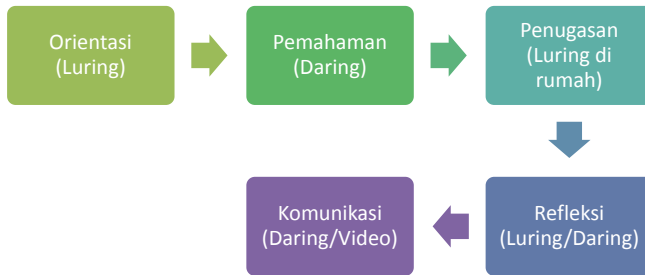 Orientasi
(Luring)
Pemahaman
(Daring)
Penugasan
(Luring di
rumah)
Refleksi
(Luring/Daring)
Komunikasi
(Daring/Video)